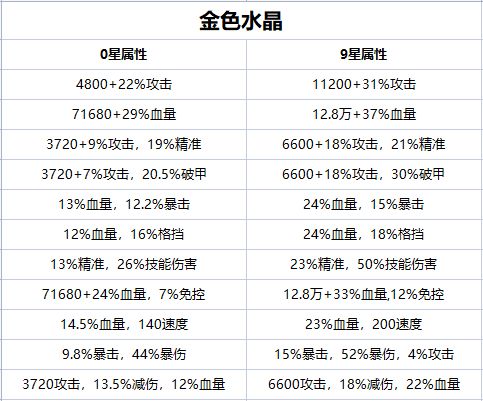 金色水晶
0星属性 9星属性
4800+22%攻击 11200+31%攻击
71680+29%血量 12.8万+37%血量
3720+9%攻击，19%精准 6600+18%攻击，21%精准
3720+7%攻击，20.5%破甲 6600+18%攻击，30%破甲
13%血量，12.2%暴击 24%血量，15%暴击
12%血量，16%格挡 24%血量，18%格挡
13%精准，26%技能伤害 23%精准，50%技能伤害
71680+24%血量，7%免控 12.8万+33%血量,12%免控
14.5%血量，140速度 23%血量，200速度
9.8%暴击，44%暴伤 15%暴击，52%暴伤，4%攻击
3720攻击，13.5%减伤，12%血量 6600攻击，18%减伤，22%血量